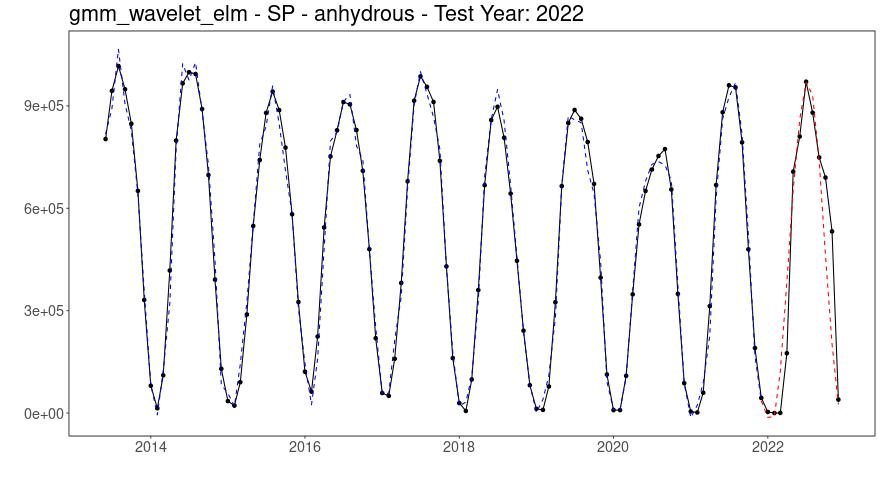 gmm_wavelet_elm - SP - anhydrous - Test Year: 2022
9e+05
6e+05
3e+05
0e+00
2014 2016 2018 2020 2022